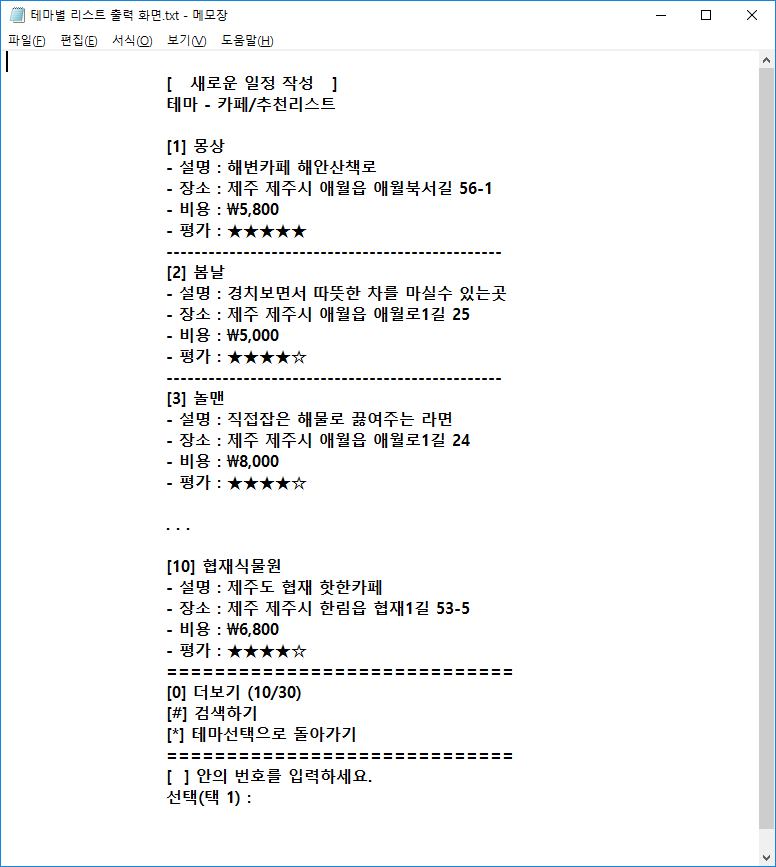 테마별 리스트 출력 화면.txt - 메모장
파일(F) 편집(E) 서식(O) 보기(V) 도움말(H)
[ 새로운 일정 작성 ]
테마 - 카페/추천리스트
[1] 몽상
- 설명 : 해변카페 해안산책로
- 장소 : 제주 제주시 애월읍 애월북서길 56-1
- 비용 : ₩5,800
- 평가 : ★★★★★
------------------------------------------------
[2] 봄날
- 설명 : 경치보면서 따뜻한 차를 마실수 있는곳
- 장소 : 제주 제주시 애월읍 애월로1길 25
- 비용 : ₩5,000
- 평가 : ★★★★☆
------------------------------------------------
[3] 놀맨
- 설명 : 직접잡은 해물로 끓여주는 라면
- 장소 : 제주 제주시 애월읍 애월로1길 24
- 비용 : ₩8,000
- 평가 : ★★★★☆
. . .
[10] 협재식물원
- 설명 : 제주도 협재 핫한카페
- 장소 : 제주 제주시 한림읍 협재1길 53-5
- 비용 : ₩6,800
- 평가 : ★★★★☆
=============================
[0] 더보기 (10/30)
[#] 검색하기
[*] 테마선택으로 돌아가기
=============================
[ ] 안의 번호를 입력하세요.
선택(택 1) :